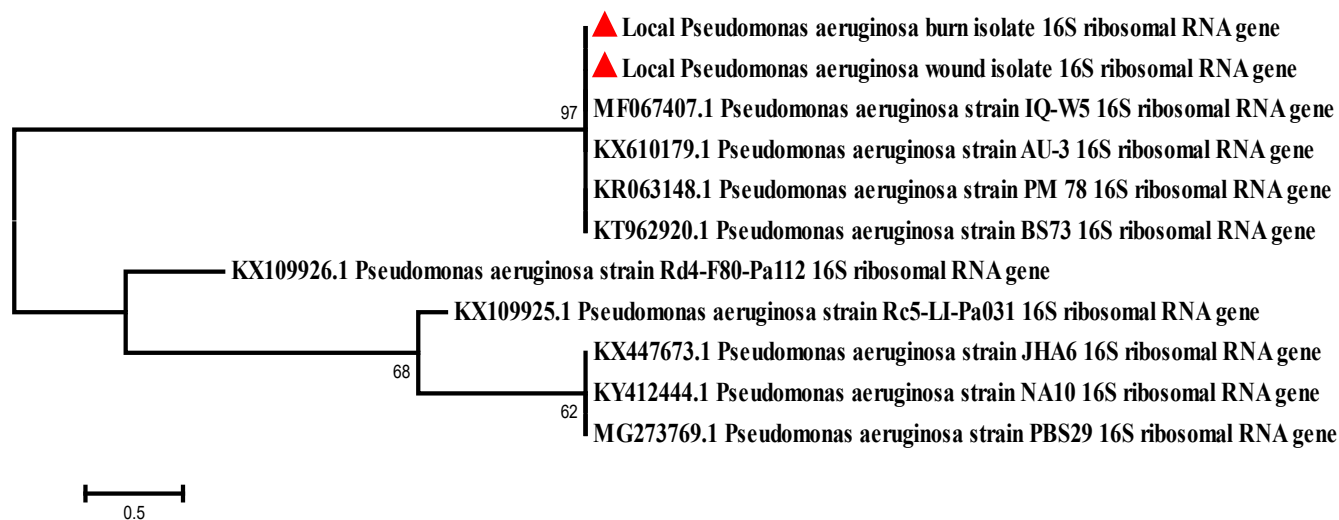 Local Pseudomonas aeruginosa burn isolate 16S ribosomal RNA gene
Local Pseudomonas aeruginosa wound isolate 16S ribosomal RNA gene
97
MF067407.1 Pseudomonas aeruginosa strain IQ-W5 16S ribosomal RNA gene
KX610179.1 Pseudomonas aeruginosa strain AU-3 16S ribosomal RNA gene
KR063148.1 Pseudomonas aeruginosa strain PM 78 16S ribosomal RNA gene
KT962920.1 Pseudomonas aeruginosa strain BS73 16S ribosomal RNA gene
KX109926.1 Pseudomonas aeruginosa strain Rd4-F80-Pa112 16S ribosomal RNA gene
KX109925.1 Pseudomonas aeruginosa strain Rc5-LI-Pa031 16S ribosomal RNA gene
KX447673.1 Pseudomonas aeruginosa strain JHA6 16S ribosomal RNA gene
68
KY412444.1 Pseudomonas aeruginosa strain NA10 16S ribosomal RNA gene
62
MG273769.1 Pseudomonas aeruginosa strain PBS29 16S ribosomal RNA gene
0.5